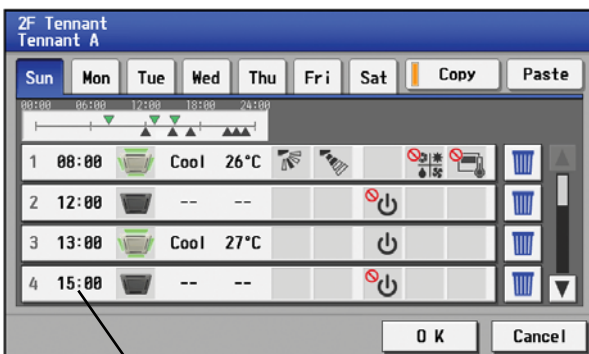 2F Tennant
Tennant A
Sun Mon Tue Wed Thu Fri Sat Copy Paste
00:00 06:00 12:00 18:00 24:00
1 08:00 Cool 26°C
2 12:00 -- --
3 13:00 Cool 27°C
4 15:00 -- --
OK Cancel